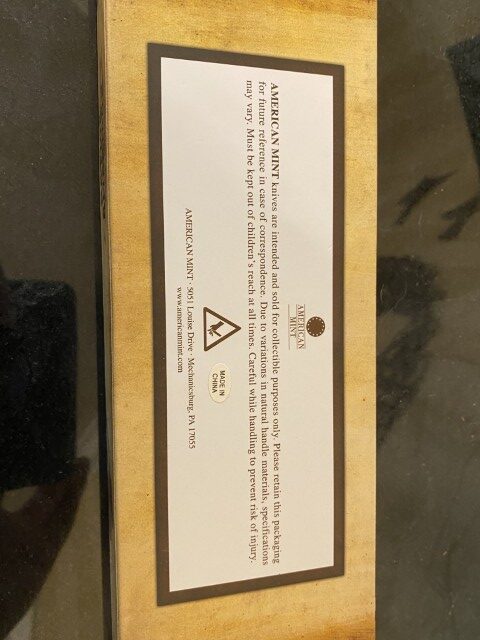 AMERICAN
MINT
AMERICAN MINT knives are intended and sold for collectible purposes only. Please retain this packaging
for future reference in case of correspondence. Due to variations in natural handle materials, specifications
may vary. Must be kept out of children's reach at all times. Careful while handling to prevent risk of injury.
MADE IN
CHINA
AMERICAN MINT · 5051 Louise Drive · Mechanicsburg, PA 17055
www.americanmint.com